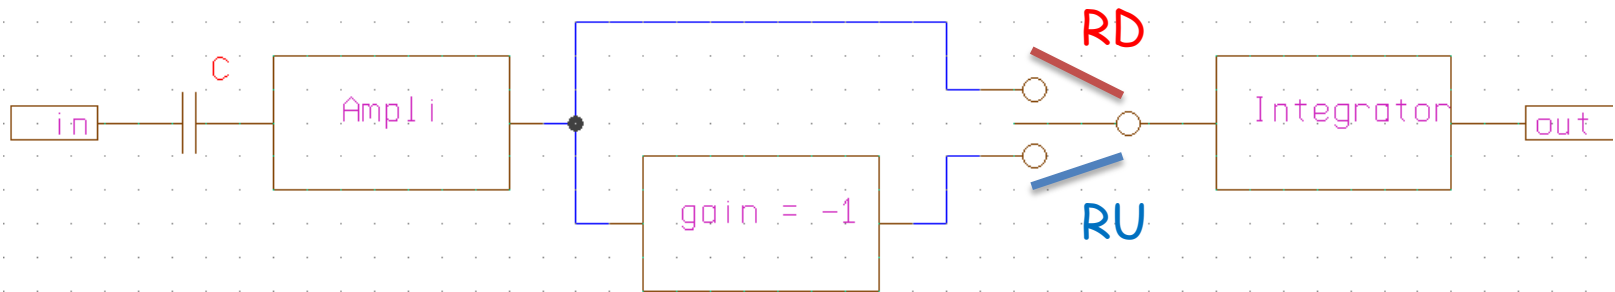 RD
C
Ampli
Integrator
in
out
gain = -1
RU